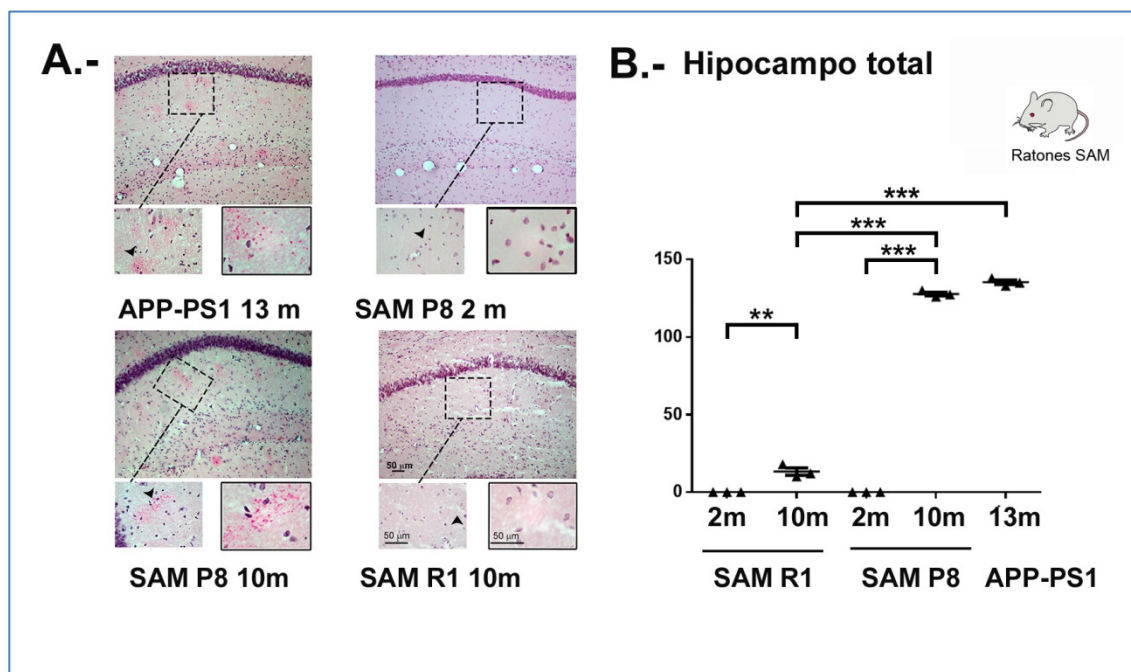 A.-
APP-PS1 13 m
SAM P8 2 m
50 µm
50 µm
50 µm
SAM P8 10m
SAM R1 10m
B.- Hipocampo total
Ratones SAM
***
***
***
**
150
100
50
0
2m 10m 2m 10m 13m
SAM R1 SAM P8 APP-PS1